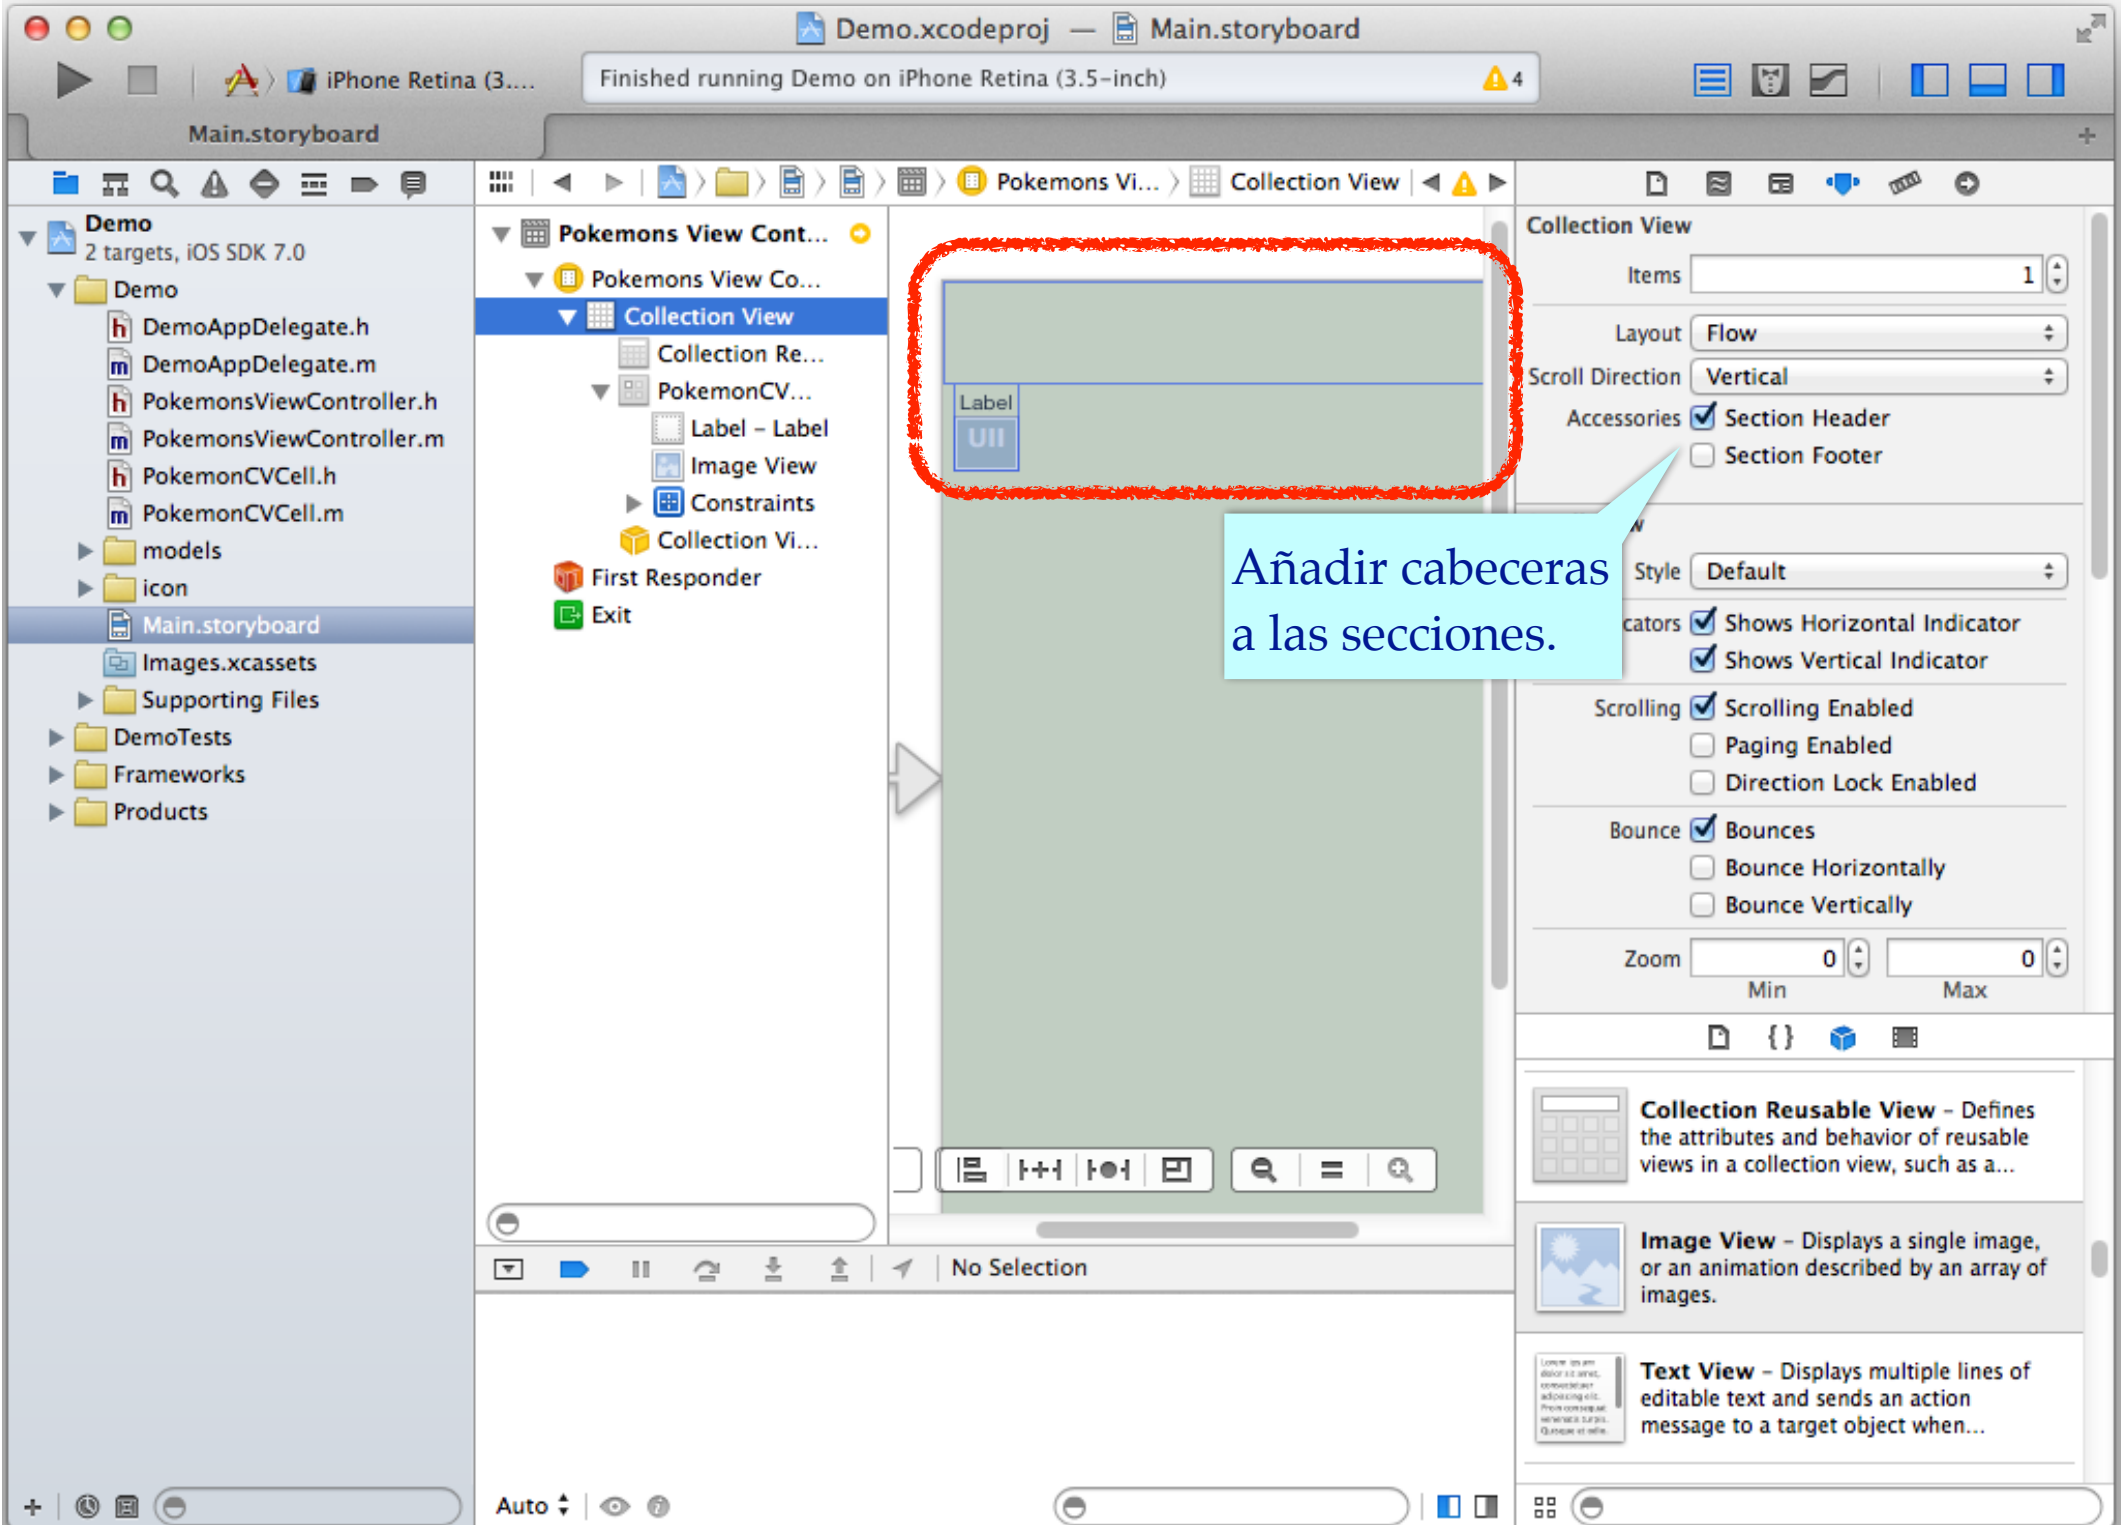 Demo.xcodeproj — Main.storyboard
iPhone Retina (3....
Finished running Demo on iPhone Retina (3.5-inch)
4
Main.storyboard
Pokemons Vi...
Collection View
Demo
2 targets, iOS SDK 7.0
Demo
DemoAppDelegate.h
DemoAppDelegate.m
PokemonsViewController.h
PokemonsViewController.m
PokemonCVCell.h
PokemonCVCell.m
models
icon
Main.storyboard
Images.xcassets
Supporting Files
DemoTests
Frameworks
Products
Pokemons View Cont...
Pokemons View Co...
Collection View
Collection Re...
PokemonCV...
Label – Label
Image View
Constraints
Collection Vi...
First Responder
Exit
Label
UII
Añadir cabeceras
a las secciones.
Collection View
Items 1
Layout Flow
Scroll Direction Vertical
Accessories Section Header
Section Footer
Style Default
Shows Horizontal Indicator
Shows Vertical Indicator
Scrolling Scrolling Enabled
Paging Enabled
Direction Lock Enabled
Bounce Bounces
Bounce Horizontally
Bounce Vertically
Zoom 0 0
Min Max
{}
Collection Reusable View – Defines
the attributes and behavior of reusable
views in a collection view, such as a...
Image View – Displays a single image,
or an animation described by an array of
images.
Text View – Displays multiple lines of
editable text and sends an action
message to a target object when...
No Selection
Auto